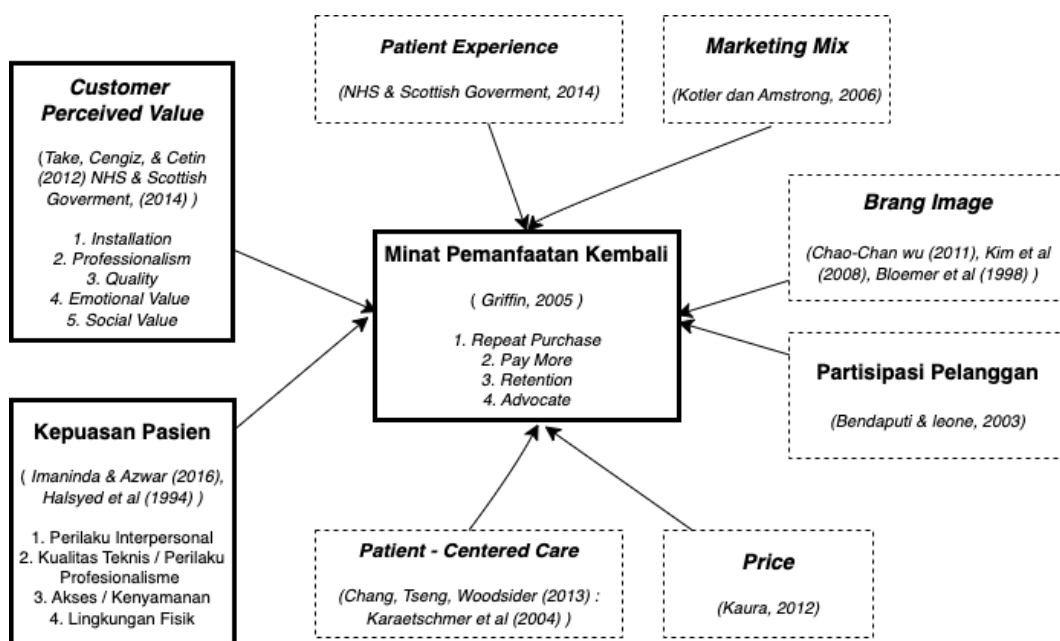 Customer
Perceived Value
( Take, Cengiz, & Cetin
(2012) NHS & Scottish
Goverment, (2014) )
1. Installation
2. Professionalism
3. Quality
4. Emotional Value
5. Social Value
Kepuasan Pasien
( Imaninda & Azwar (2016),
Halsyed et al (1994) )
1. Perilaku Interpersonal
2. Kualitas Teknis / Perilaku
Profesionalisme
3. Akses / Kenyamanan
4. Lingkungan Fisik
Patient Experience
(NHS & Scottish Goverment, 2014)
Marketing Mix
(Kotler dan Amstrong, 2006)
Minat Pemanfaatan Kembali
( Griffin, 2005 )
1. Repeat Purchase
2. Pay More
3. Retention
4. Advocate
Brang Image
(Chao-Chan wu (2011), Kim et al
(2008), Bloemer et al (1998) )
Partisipasi Pelanggan
(Bendaputi & leone, 2003)
Patient - Centered Care
(Chang, Tseng, Woodsider (2013) :
Karaetschmer et al (2004) )
Price
(Kaura, 2012)